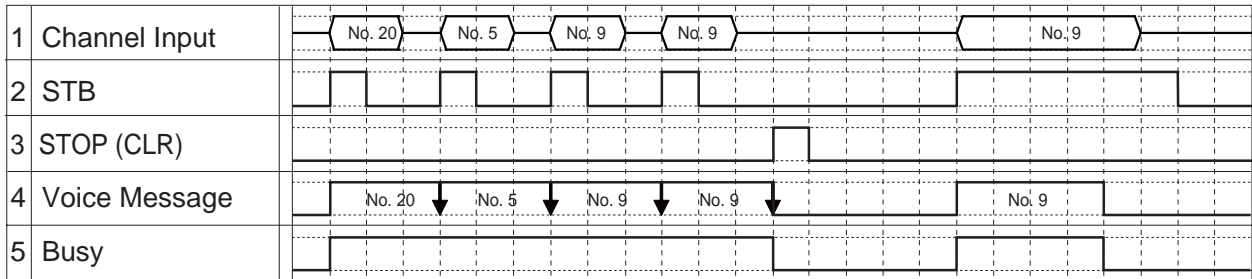 1 Channel Input No. 20 No. 5 No. 9 No. 9 No. 9
2 STB
3 STOP (CLR)
4 Voice Message No. 20 No. 5 No. 9 No. 9 No. 9
5 Busy